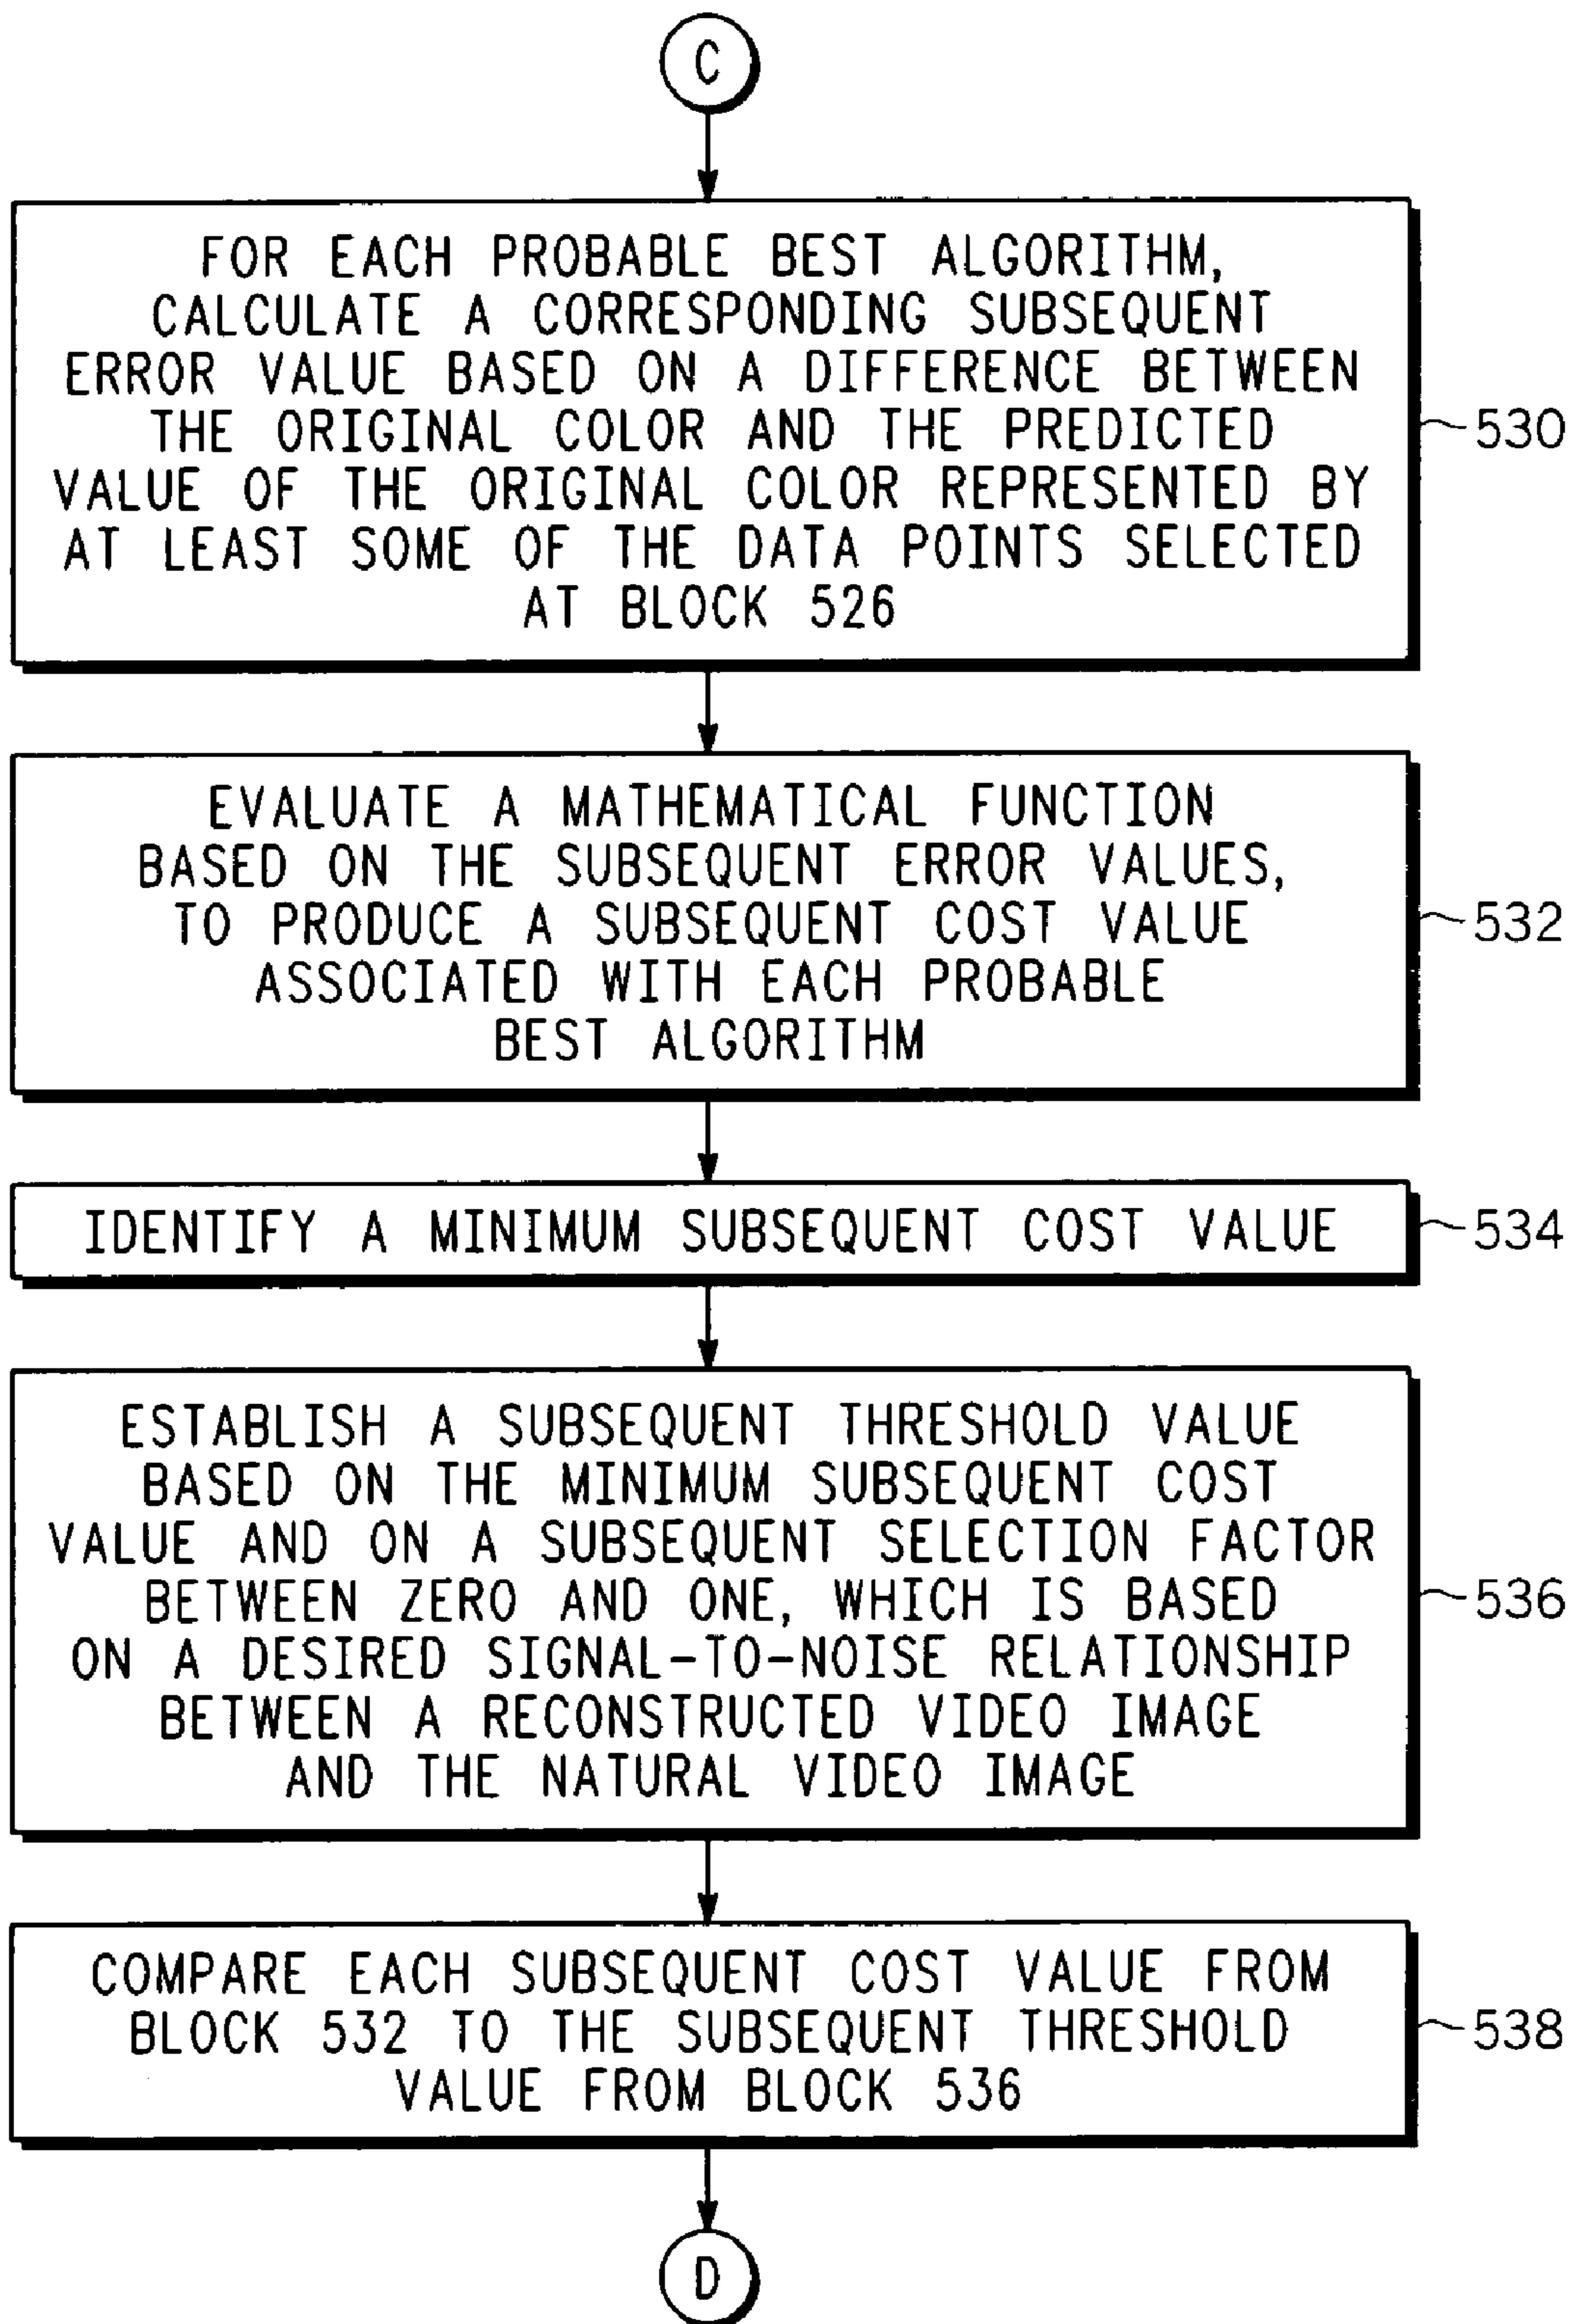 C
FOR EACH PROBABLE BEST ALGORITHM,
CALCULATE A CORRESPONDING SUBSEQUENT
ERROR VALUE BASED ON A DIFFERENCE BETWEEN
THE ORIGINAL COLOR AND THE PREDICTED
VALUE OF THE ORIGINAL COLOR REPRESENTED BY
AT LEAST SOME OF THE DATA POINTS SELECTED
AT BLOCK 526
530
EVALUATE A MATHEMATICAL FUNCTION
BASED ON THE SUBSEQUENT ERROR VALUES,
TO PRODUCE A SUBSEQUENT COST VALUE
ASSOCIATED WITH EACH PROBABLE
BEST ALGORITHM
532
IDENTIFY A MINIMUM SUBSEQUENT COST VALUE
534
ESTABLISH A SUBSEQUENT THRESHOLD VALUE
BASED ON THE MINIMUM SUBSEQUENT COST
VALUE AND ON A SUBSEQUENT SELECTION FACTOR
BETWEEN ZERO AND ONE, WHICH IS BASED
ON A DESIRED SIGNAL-TO-NOISE RELATIONSHIP
BETWEEN A RECONSTRUCTED VIDEO IMAGE
AND THE NATURAL VIDEO IMAGE
536
COMPARE EACH SUBSEQUENT COST VALUE FROM
BLOCK 532 TO THE SUBSEQUENT THRESHOLD
VALUE FROM BLOCK 536
538
D